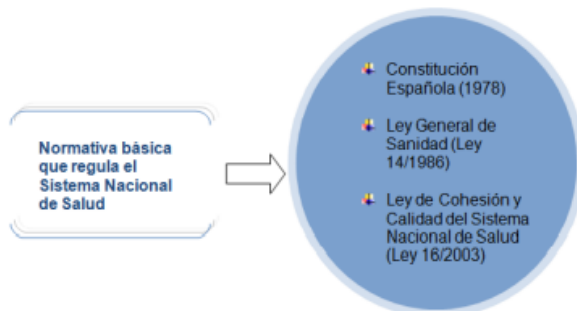 Normativa básica
que regula el
Sistema Nacional
de Salud
Constitución
Española (1978)
Ley General de
Sanidad (Ley
14/1986)
Ley de Cohesión y
Calidad del Sistema
Nacional de Salud
(Ley 16/2003)